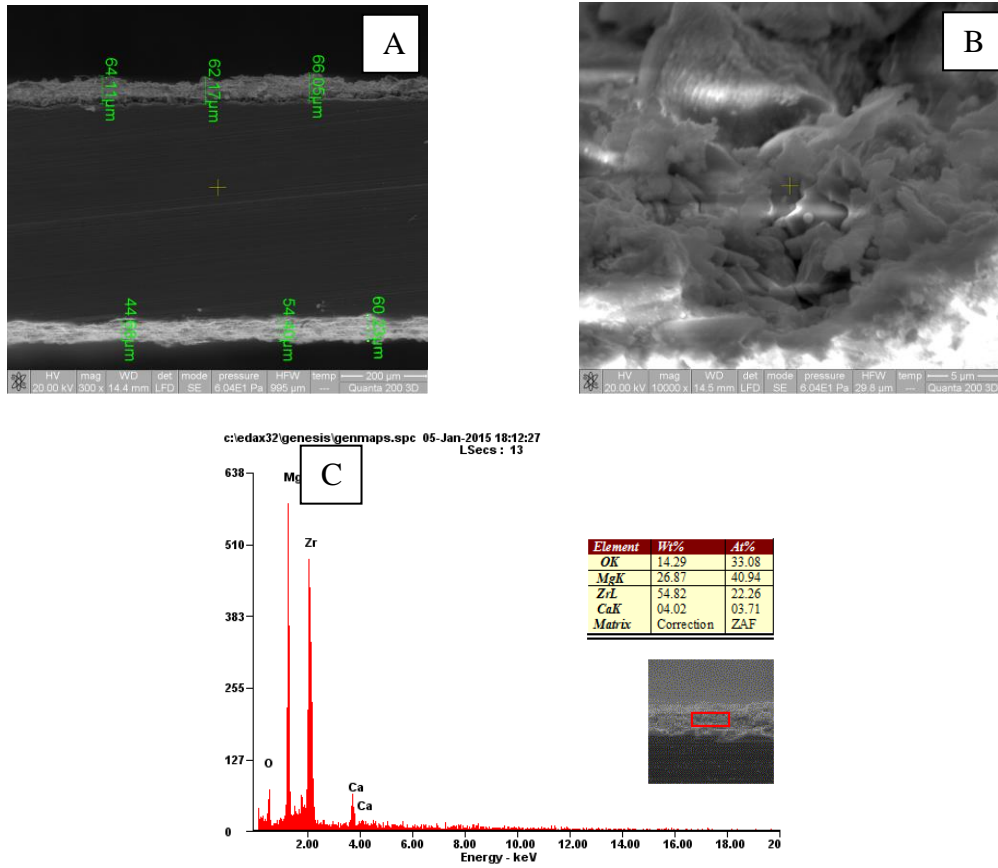 A
64.11µm
62.17µm
66.05µm
54.40µm
HV
mag
WD
det
mode
pressure
HFW
temp
200 µm
20.00 kV
300 x
14.4 mm
LFD
SE
6.04E1 Pa
995 µm
---
Quanta 200 3D
B
HV
mag
WD
det
mode
pressure
HFW
temp
5 µm
20.00 kV
10000 x
14.5 mm
LFD
SE
6.04E1 Pa
29.8 µm
---
Quanta 200 3D
c:\edax32\genesis\genmaps.spc 05-Jan-2015 18:12:27
LSecs : 13
C
638
510
383
255
127
0
Mg
Zr
O
Ca
Ca
2.00 4.00 6.00 8.00 10.00 12.00 14.00 16.00 18.00 20
Energy - keV
Element Wt% At%
OK 14.29 33.08
MgK 26.87 40.94
ZrL 54.82 22.26
CaK 04.02 03.71
Matrix Correction ZAF